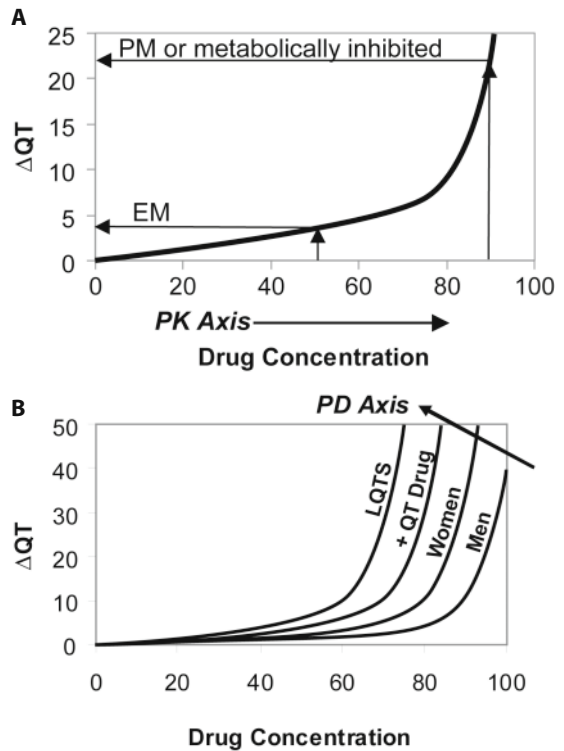 A
25
PM or metabolically inhibited
20
15
ΔQT
10
5
EM
0
0 20 40 60 80 100
PK Axis
Drug Concentration
B
PD Axis
50
40
30
ΔQT
20
10
0
LQTS
+ QT Drug
Women
Men
0 20 40 60 80 100
Drug Concentration